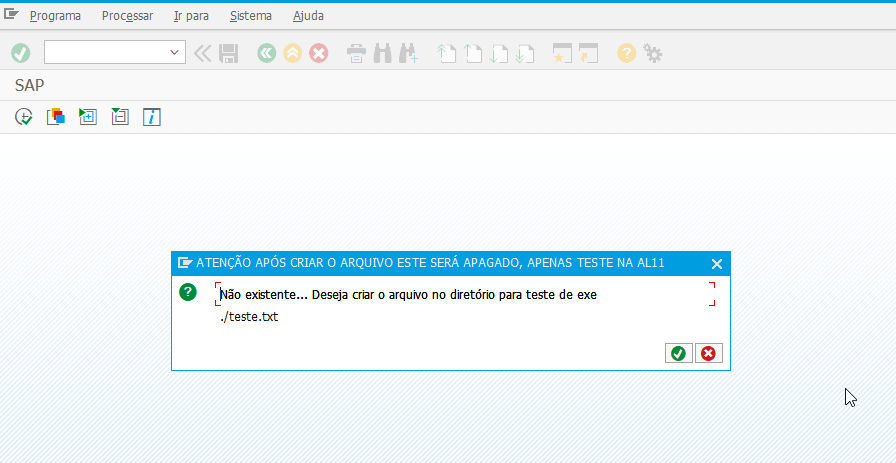 Programa Processar Ir para Sistema Ajuda
SAP
ATENÇÃO APÓS CRIAR O ARQUIVO ESTE SERÁ APAGADO, APENAS TESTE NA AL11
Não existente... Deseja criar o arquivo no diretório para teste de exe
./teste.txt